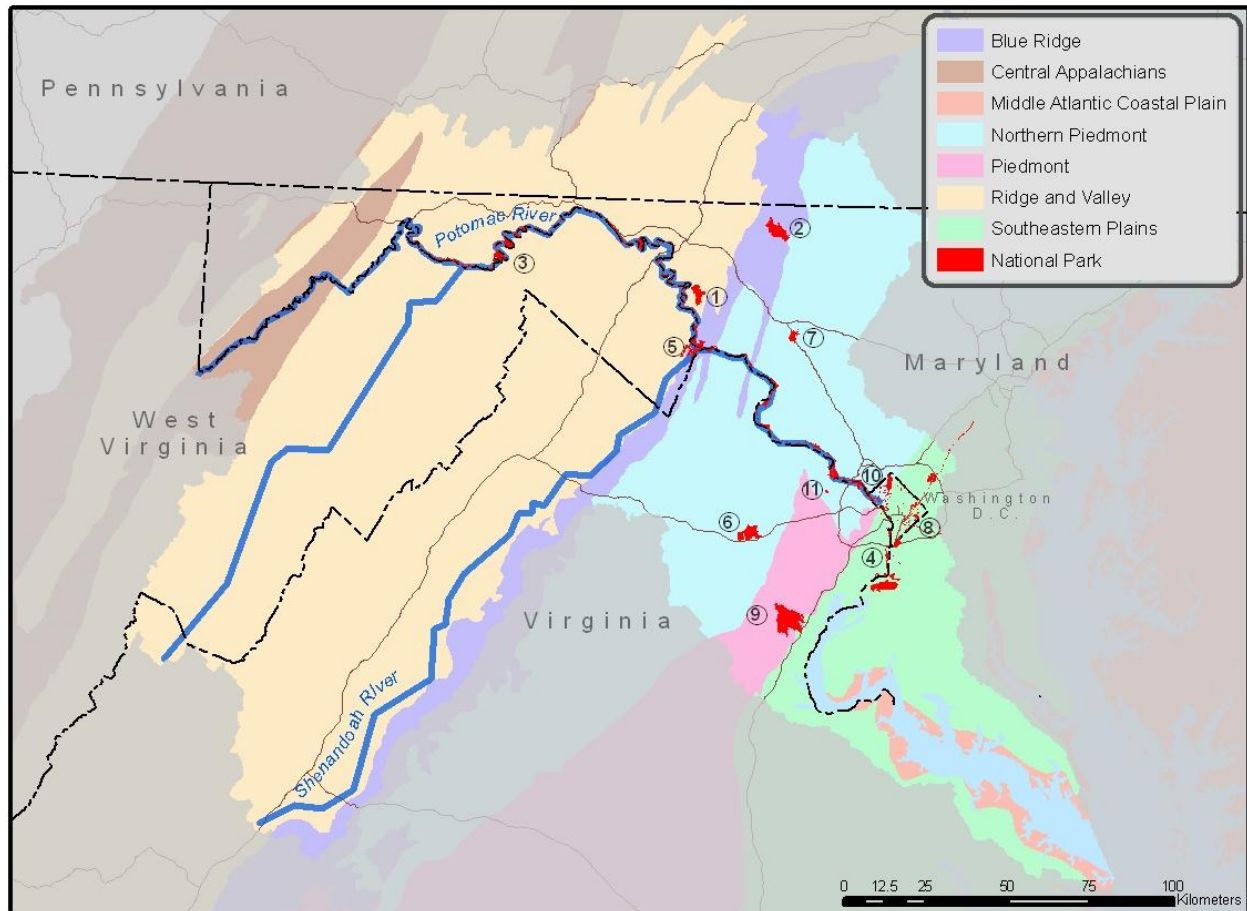 Pennsylvania
Blue Ridge
Central Appalachians
Middle Atlantic Coastal Plain
Northern Piedmont
Piedmont
Ridge and Valley
Southeastern Plains
National Park
Potomac River
2
3
1
7
5
Maryland
West
Virginia
10
11
Washington
D.C.
6
8
4
Virginia
9
Shenandoah River
0 12.5 25 50 75 100
Kilometers